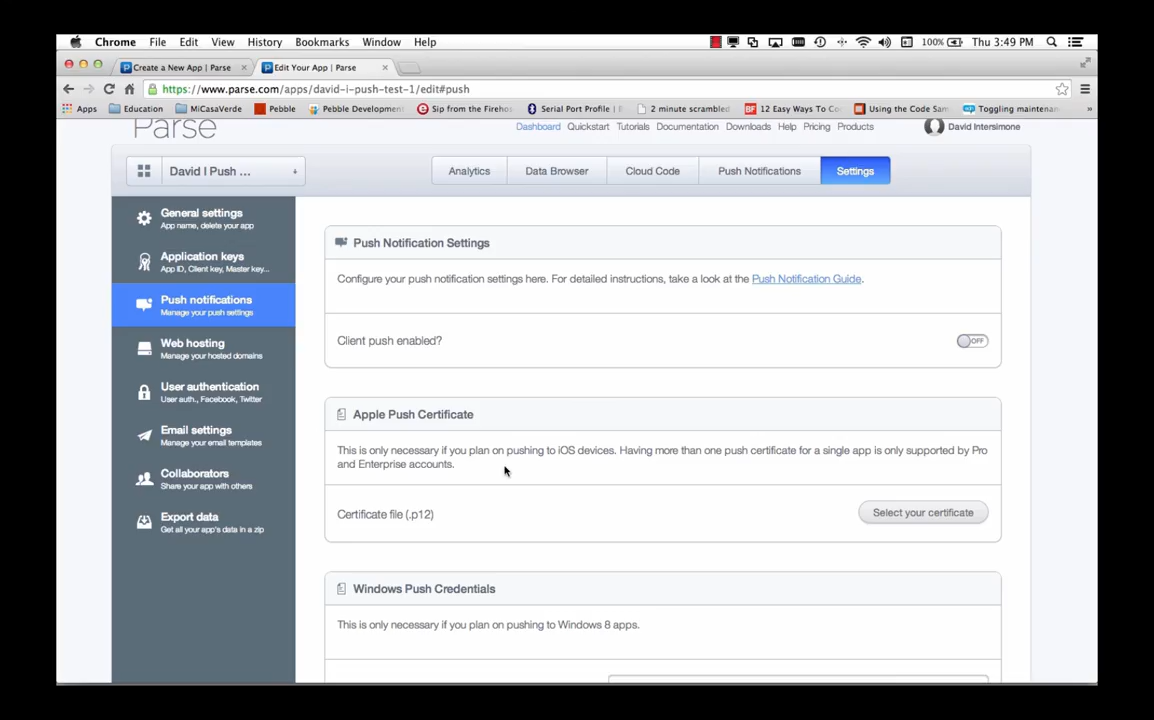 Chrome File Edit View History Bookmarks Window Help 100% Thu 3:49 PM
Create a New App | Parse Edit Your App | Parse
https://www.parse.com/apps/david-i-push-test-1/edit#push
Apps Education MiCasaVerde Pebble Pebble Development Sip from the Fireho Serial Port Profile | 2 minute scrambled 12 Easy Ways To Using the Code Sam Toggling maintenan »
Parse Dashboard Quickstart Tutorials Documentation Downloads Help Pricing Products David Intersimone
David I Push ... Analytics Data Browser Cloud Code Push Notifications Settings
General settings
App name, delete your app
Application keys
App ID, Client key, Master key...
Push notifications
Manage your push settings
Web hosting
Manage your hosted domains
User authentication
User auth., Facebook, Twitter
Email settings
Manage your email templates
Collaborators
Share your app with others
Export data
Get all your app's data in a zip
Push Notification Settings
Configure your push notification settings here. For detailed instructions, take a look at the Push Notification Guide.
Client push enabled? OFF
Apple Push Certificate
This is only necessary if you plan on pushing to iOS devices. Having more than one push certificate for a single app is only supported by Pro
and Enterprise accounts.
Certificate file (.p12) Select your certificate
Windows Push Credentials
This is only necessary if you plan on pushing to Windows 8 apps.